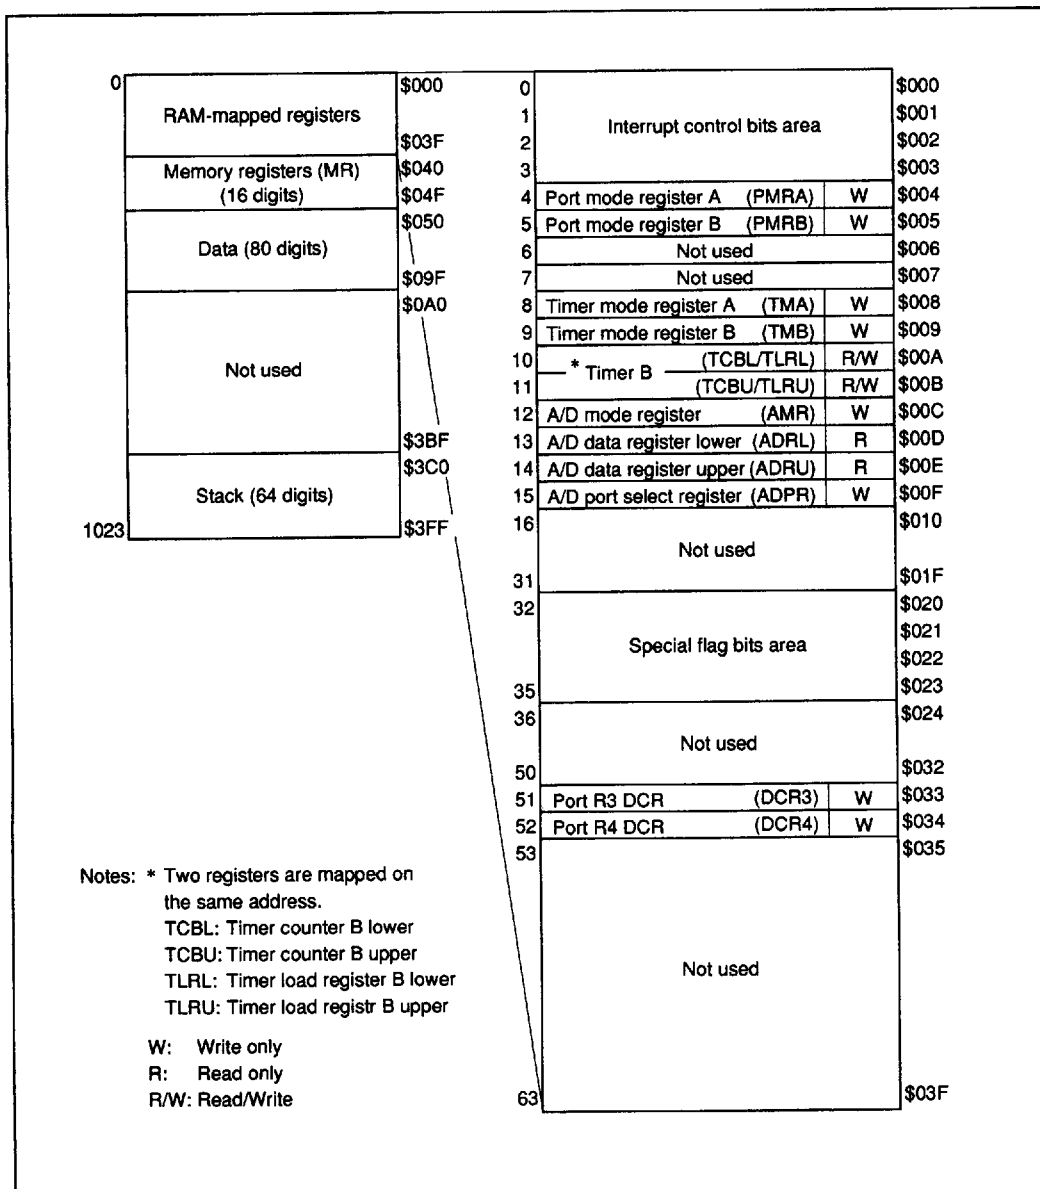 0
RAM-mapped registers
$000
$03F
Memory registers (MR)
(16 digits)
$040
$04F
Data (80 digits)
$050
$09F
Not used
$0A0
$3BF
Stack (64 digits)
$3C0
1023
$3FF
0
1
2
3
Interrupt control bits area
$000
$001
$002
$003
4 Port mode register A (PMRA) W $004
5 Port mode register B (PMRB) W $005
6 Not used $006
7 Not used $007
8 Timer mode register A (TMA) W $008
9 Timer mode register B (TMB) W $009
10 (TCBL/TLRL) R/W $00A
* Timer B
11 (TCBU/TLRU) R/W $00B
12 A/D mode register (AMR) W $00C
13 A/D data register lower (ADRL) R $00D
14 A/D data register upper (ADRU) R $00E
15 A/D port select register (ADPR) W $00F
16 $010
Not used
31 $01F
32 $020
$021
Special flag bits area
$022
35 $023
36 $024
Not used
50 $032
51 Port R3 DCR (DCR3) W $033
52 Port R4 DCR (DCR4) W $034
53 $035
Not used
63 $03F
Notes: * Two registers are mapped on
the same address.
TCBL: Timer counter B lower
TCBU: Timer counter B upper
TLRL: Timer load register B lower
TLRU: Timer load registr B upper
W: Write only
R: Read only
R/W: Read/Write